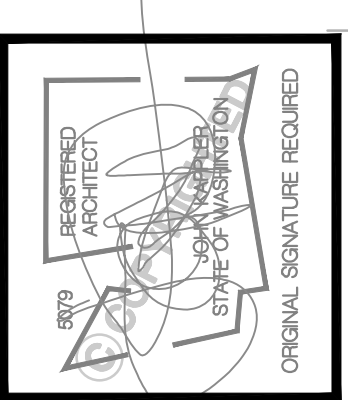 5079
REGISTERED
ARCHITECT
JOHN KAPPLER
STATE OF WASHINGTON
ORIGINAL SIGNATURE REQUIRED
© COPYRIGHTED